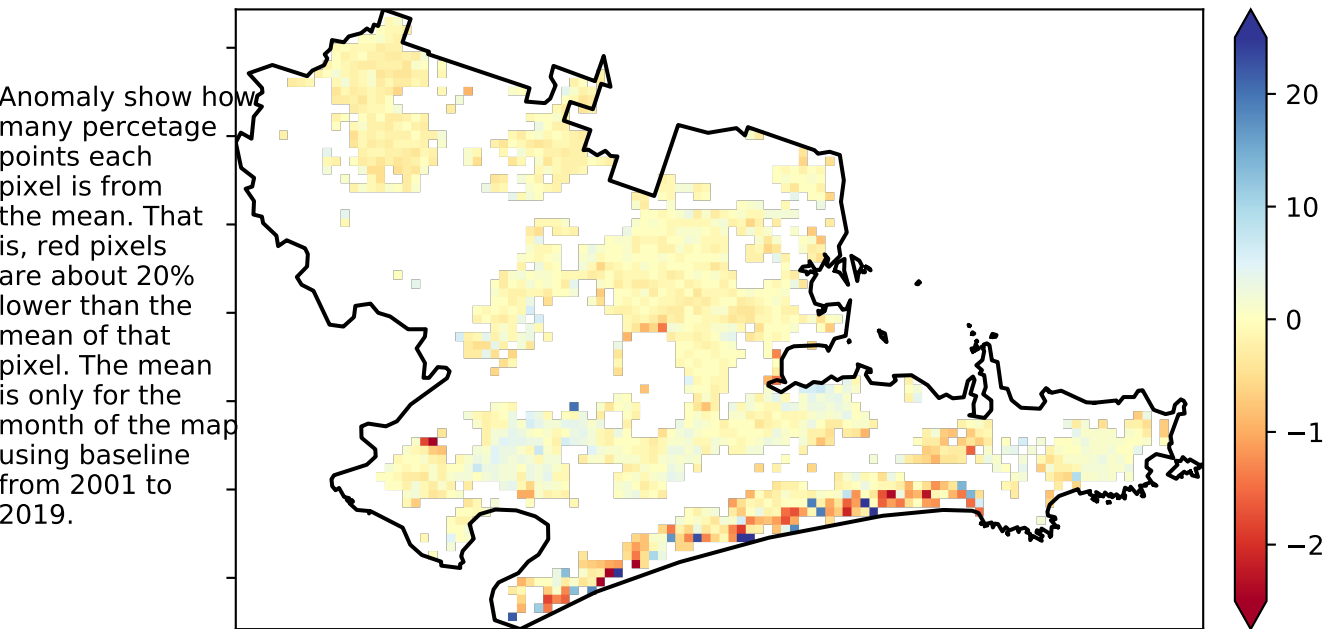 Anomaly show how
many percetage
points each
pixel is from
the mean. That
is, red pixels
are about 20%
lower than the
mean of that
pixel. The mean
is only for the
month of the map
using baseline
from 2001 to
2019.
20
10
0
−1
−2